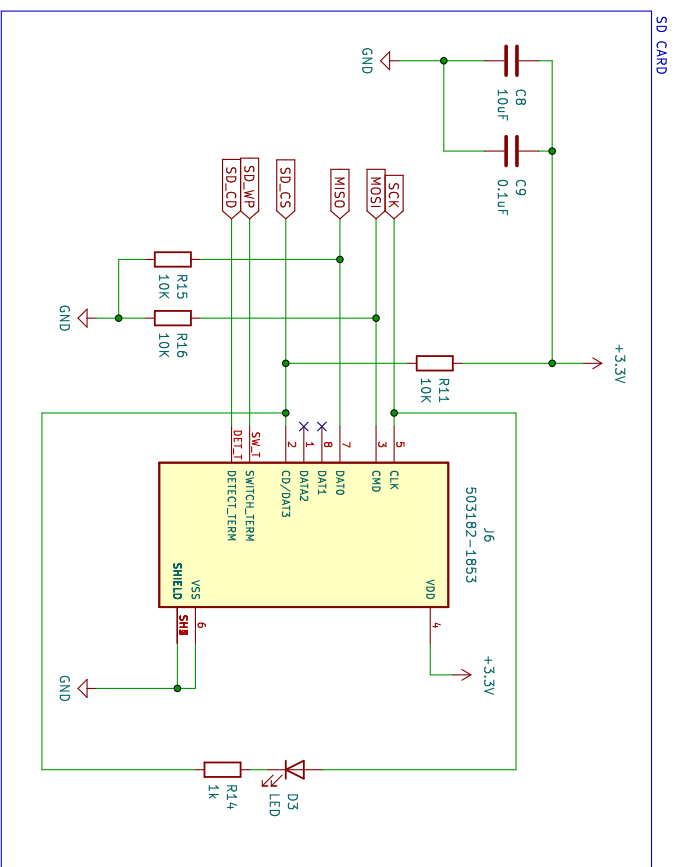 SD CARD
C8
10uF
GND
C9
0.1uF
SCK
MOSI
MISO
SD_CS
SD_WP
SD_CD
R15
10K
R16
10K
GND
+3.3V
R11
10K
5
3
7
8
1
2
SW_T
DET_T
CLK
CMD
DAT0
DAT1
DATA2
CD/DAT3
SWITCH_TERM
DETECT_TERM
J6
503182-1853
VDD
VSS
SHIELD
4
6
+3.3V
GND
D3
LED
R14
1k